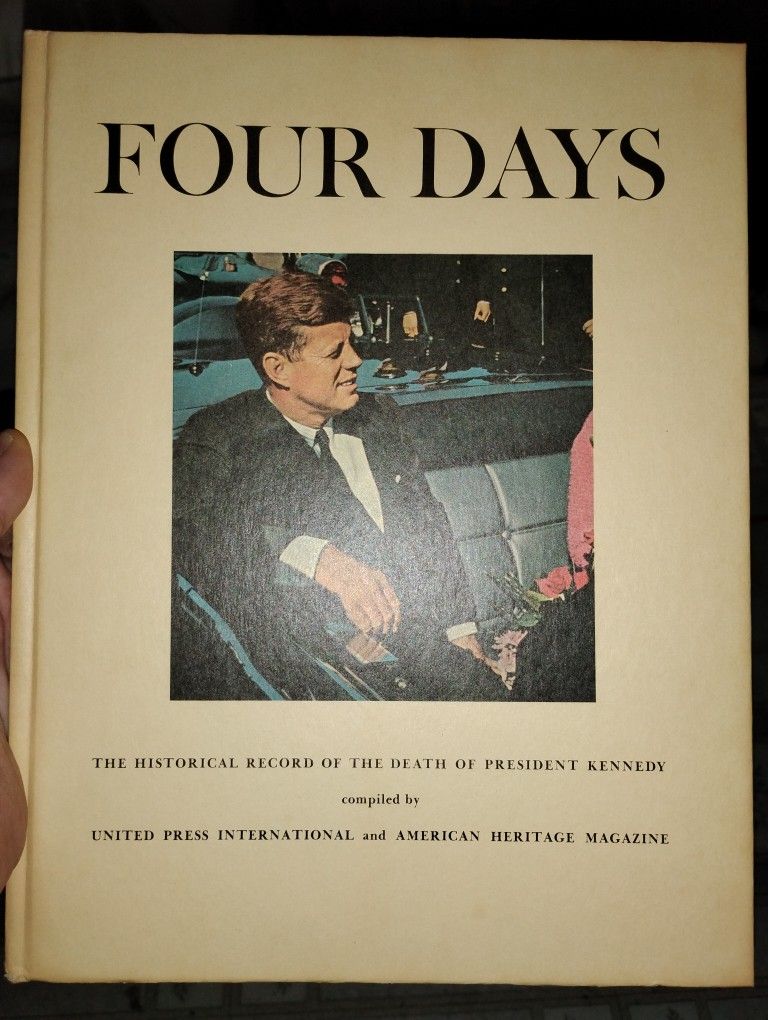 FOUR DAYS
THE HISTORICAL RECORD OF THE DEATH OF PRESIDENT KENNEDY
compiled by
UNITED PRESS INTERNATIONAL and AMERICAN HERITAGE MAGAZINE